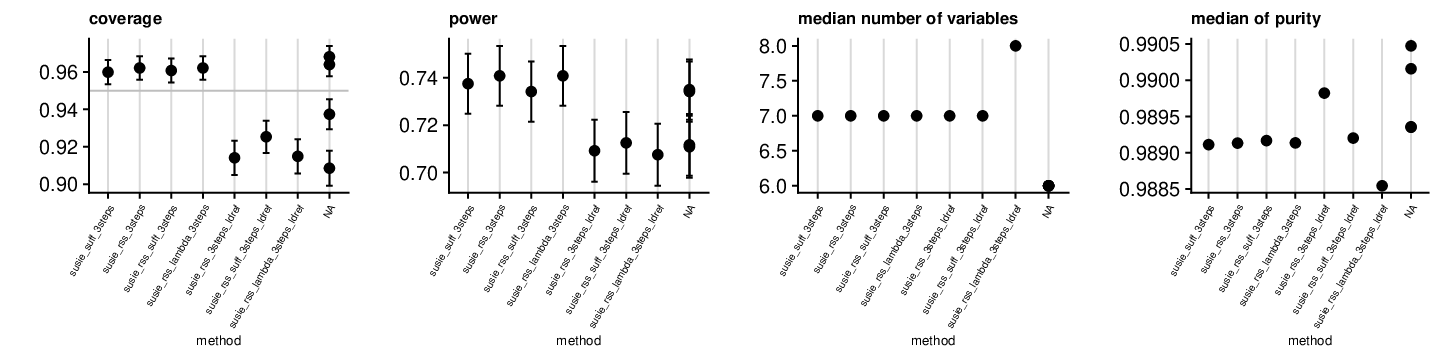 coverage
0.96
0.94
0.92
0.90
susie_suff_3steps
susie_rss_3steps
susie_rss_suff_3steps
susie_rss_lambda_3steps
susie_rss_3steps_ldref
susie_rss_suff_3steps_ldref
susie_rss_lambda_3steps_ldref
NA
method
power
0.74
0.72
0.70
susie_suff_3steps
susie_rss_3steps
susie_rss_suff_3steps
susie_rss_lambda_3steps
susie_rss_3steps_ldref
susie_rss_suff_3steps_ldref
susie_rss_lambda_3steps_ldref
NA
method
median number of variables
8.0
7.5
7.0
6.5
6.0
susie_suff_3steps
susie_rss_3steps
susie_rss_suff_3steps
susie_rss_lambda_3steps
susie_rss_3steps_ldref
susie_rss_suff_3steps_ldref
susie_rss_lambda_3steps_ldref
NA
method
median of purity
0.9905
0.9900
0.9895
0.9890
0.9885
susie_suff_3steps
susie_rss_3steps
susie_rss_suff_3steps
susie_rss_lambda_3steps
susie_rss_3steps_ldref
susie_rss_suff_3steps_ldref
susie_rss_lambda_3steps_ldref
NA
method